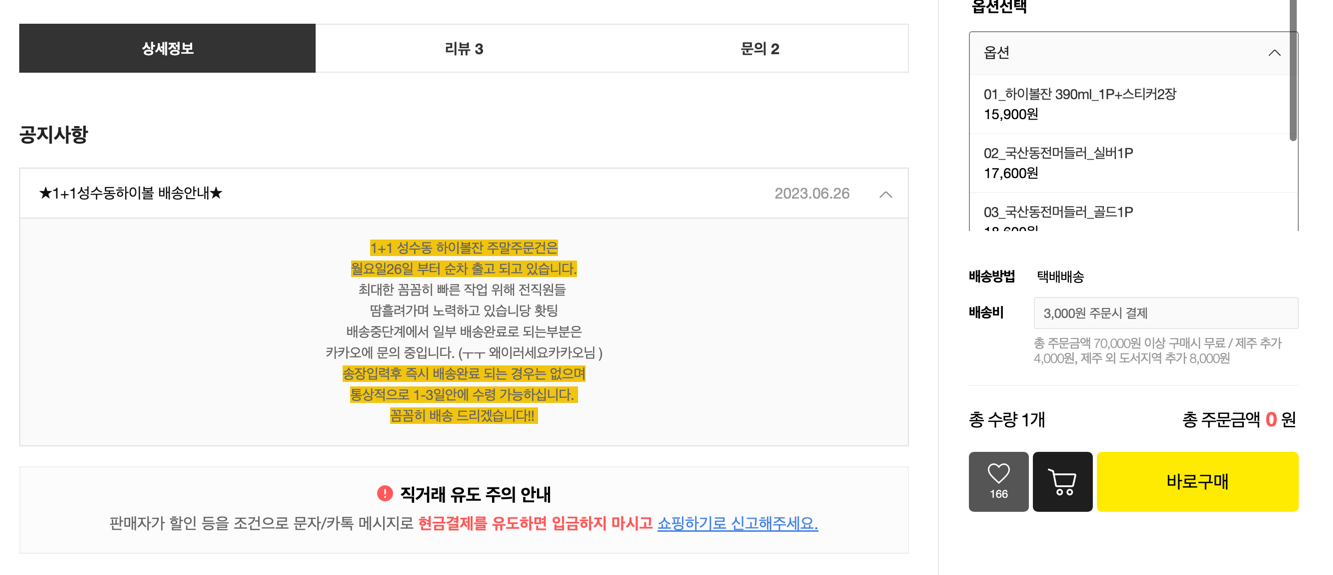 상세정보
리뷰 3
문의 2
공지사항
★1+1성수동하이볼 배송안내★
2023.06.26
1+1 성수동 하이볼잔 주말주문건은
월요일26일 부터 순차 출고 되고 있습니다.
최대한 꼼꼼히 빠른 작업 위해 전직원들
땀흘려가며 노력하고 있습니당 홧팅
배송중단계에서 일부 배송완료로 되는부분은
카카오에 문의 중입니다. (ㅜㅜ 왜이러세요카카오님 )
송장입력후 즉시 배송완료 되는 경우는 없으며
통상적으로 1-3일안에 수령 가능하십니다.
꼼꼼히 배송 드리겠습니다!!
직거래 유도 주의 안내
판매자가 할인 등을 조건으로 문자/카톡 메시지로 현금결제를 유도하면 입금하지 마시고 쇼핑하기로 신고해주세요.
옵션선택
옵션
01_하이볼잔 390ml_1P+스티커2장
15,900원
02_국산동전머들러_실버1P
17,600원
03_국산동전머들러_골드1P
18,600원
배송방법 택배배송
배송비 3,000원 주문시 결제
총 주문금액 70,000원 이상 구매시 무료 / 제주 추가
4,000원, 제주 외 도서지역 추가 8,000원
총 수량 1개 총 주문금액 0 원
166
바로구매